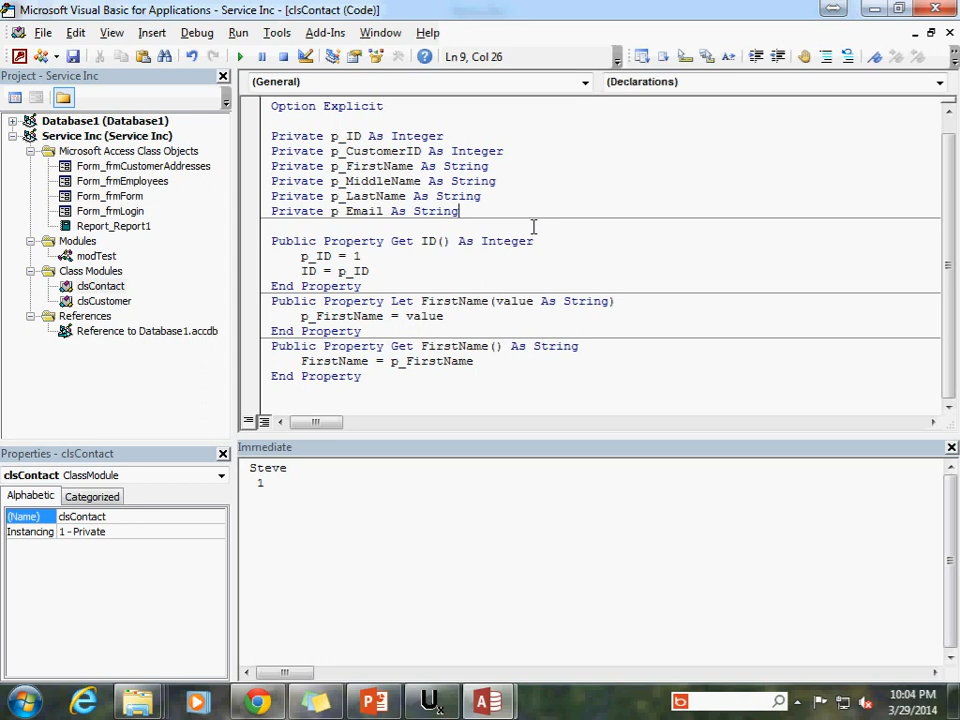 Microsoft Visual Basic for Applications - Service Inc - [clsContact (Code)]
File Edit View Insert Debug Run Tools Add-Ins Window Help
Ln 9, Col 26
Project - Service Inc
(General)
(Declarations)
Database1 (Database1)
Service Inc (Service Inc)
Microsoft Access Class Objects
Form_frmCustomerAddresses
Form_frmEmployees
Form_frmForm
Form_frmLogin
Report_Report1
Modules
modTest
Class Modules
clsContact
clsCustomer
References
Reference to Database1.accdb
Option Explicit
Private p_ID As Integer
Private p_CustomerID As Integer
Private p_FirstName As String
Private p_MiddleName As String
Private p_LastName As String
Private p_Email As String
Public Property Get ID() As Integer
p_ID = 1
ID = p_ID
End Property
Public Property Let FirstName(value As String)
p_FirstName = value
End Property
Public Property Get FirstName() As String
FirstName = p_FirstName
End Property
Properties - clsContact
clsContact ClassModule
Alphabetic Categorized
(Name) clsContact
Instancing 1 - Private
Immediate
Steve
1
10:04 PM
3/29/2014